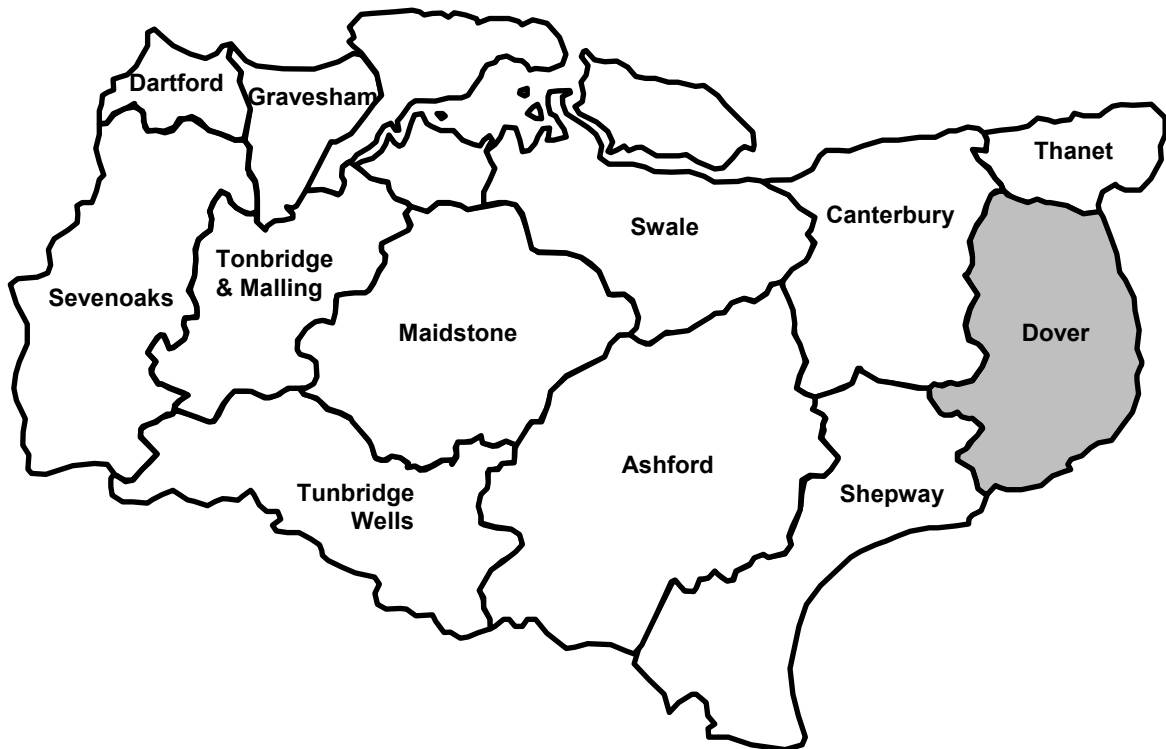 Dartford
Gravesham
Thanet
Canterbury
Swale
Tonbridge
& Malling
Sevenoaks
Maidstone
Dover
Ashford
Tunbridge
Wells
Shepway